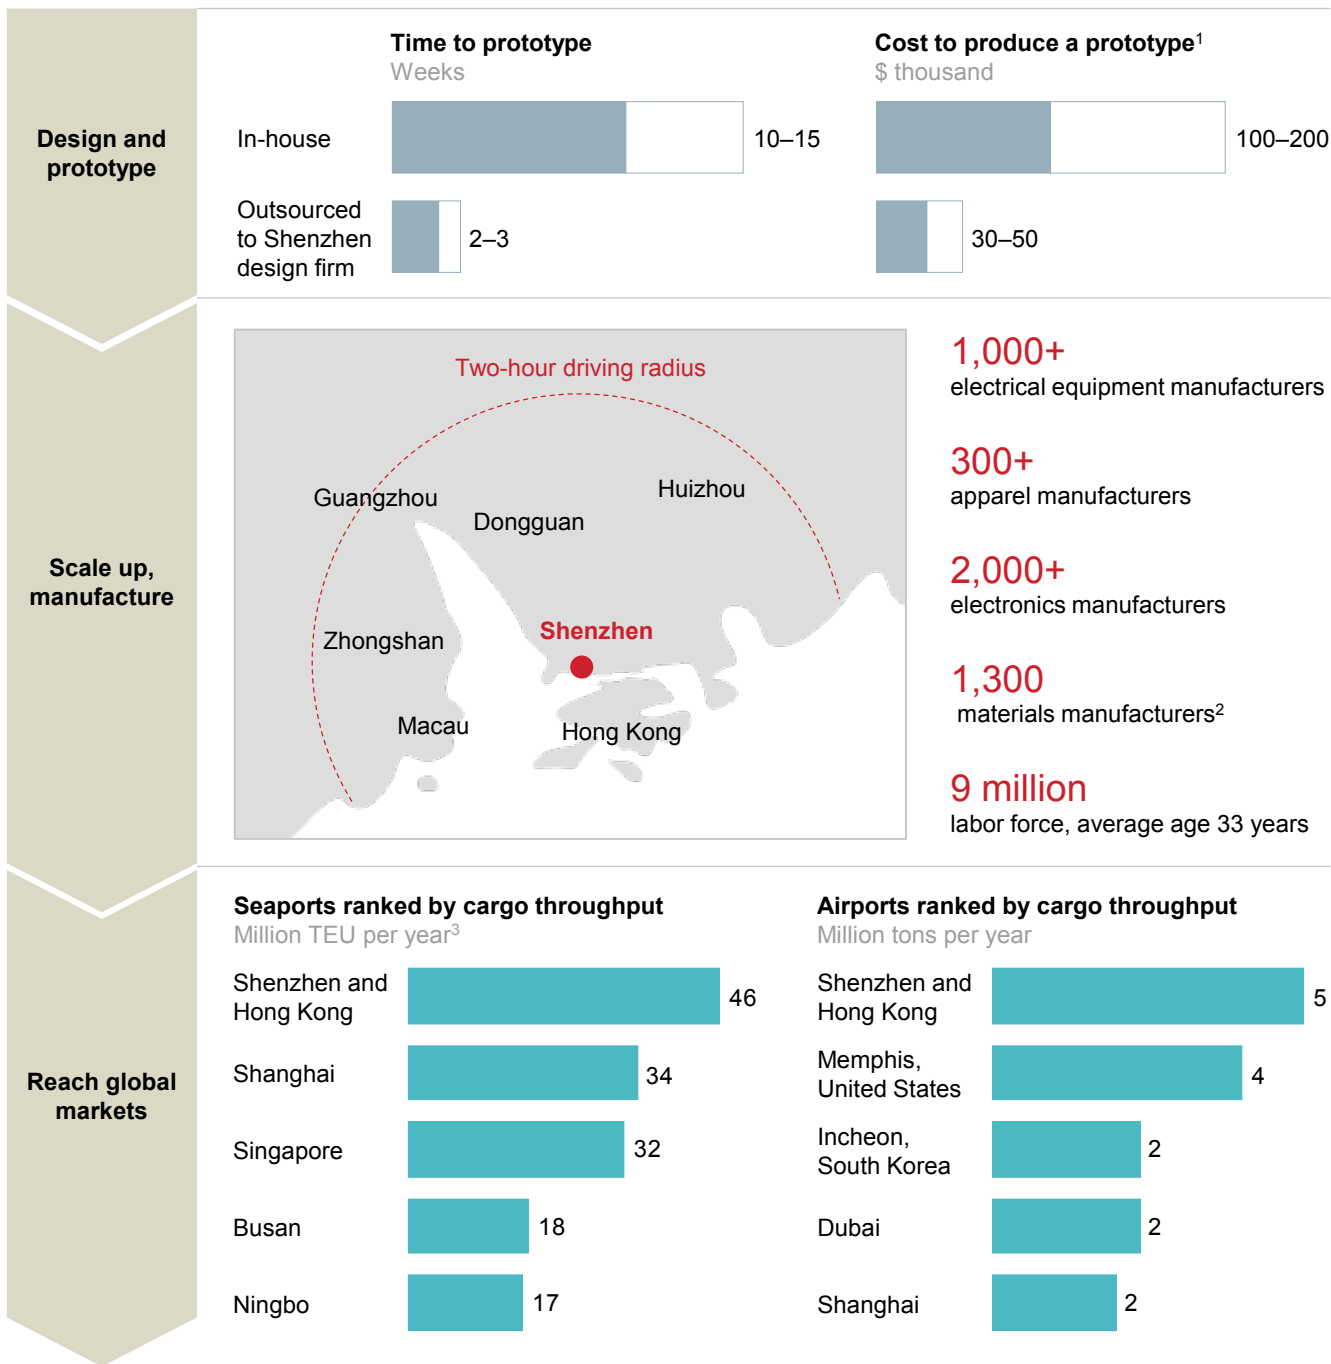 Design and
prototype
Time to prototype
Weeks
Cost to produce a prototype¹
$ thousand
In-house
10–15
100–200
Outsourced
to Shenzhen
design firm
2–3
30–50
Scale up,
manufacture
Two-hour driving radius
Guangzhou
Huizhou
Dongguan
Shenzhen
Zhongshan
Macau
Hong Kong
1,000+
electrical equipment manufacturers
300+
apparel manufacturers
2,000+
electronics manufacturers
1,300
materials manufacturers²
9 million
labor force, average age 33 years
Reach global
markets
Seaports ranked by cargo throughput
Million TEU per year³
Shenzhen and
Hong Kong
46
Shanghai
34
Singapore
32
Busan
18
Ningbo
17
Airports ranked by cargo throughput
Million tons per year
Shenzhen and
Hong Kong
5
Memphis,
United States
4
Incheon,
South Korea
2
Dubai
2
Shanghai
2